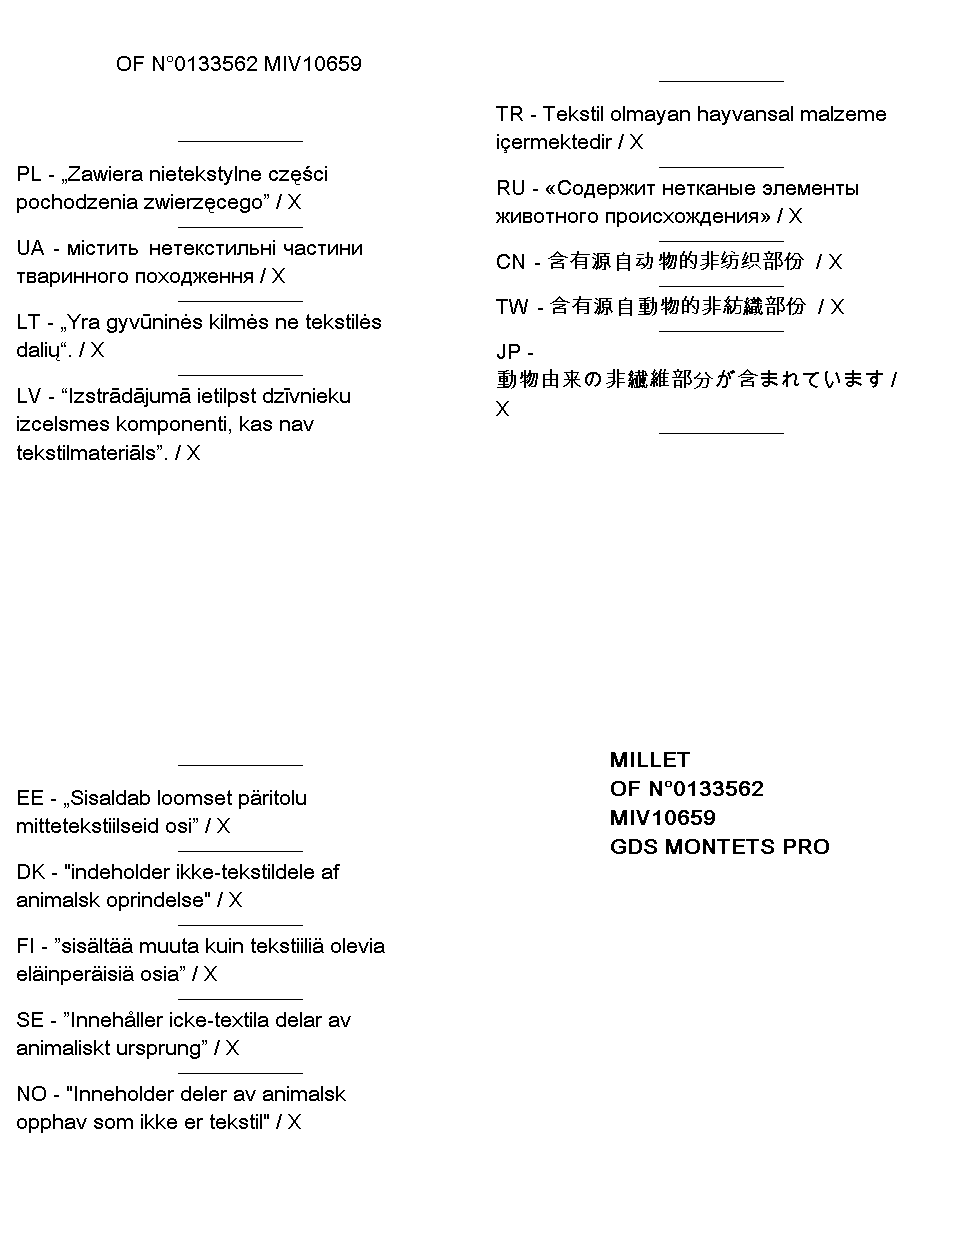 OF N°0133562 MIV10659
PL - „Zawiera nietekstylne części
pochodzenia zwierzęcego” / X
UA - містить нетекстильні частини
тваринного походження / X
LT - „Yra gyvūninės kilmės ne tekstilės
dalių“. / X
LV - “Izstrādājumā ietilpst dzīvnieku
izcelsmes komponenti, kas nav
tekstilmateriāls”. / X
TR - Tekstil olmayan hayvansal malzeme
içermektedir / X
RU - «Содержит нетканые элементы
животного происхождения» / X
CN - 含有源自动物的非纺织部份 / X
TW - 含有源自動物的非紡織部份 / X
JP -
動物由来の非繊維部分が含まれています /
X
EE - „Sisaldab loomset päritolu
mittetekstiilseid osi” / X
DK - "indeholder ikke-tekstildele af
animalsk oprindelse" / X
FI - ”sisältää muuta kuin tekstiiliä olevia
eläinperäisiä osia” / X
SE - ”Innehåller icke-textila delar av
animaliskt ursprung” / X
NO - "Inneholder deler av animalsk
opphav som ikke er tekstil" / X
MILLET
OF N°0133562
MIV10659
GDS MONTETS PRO